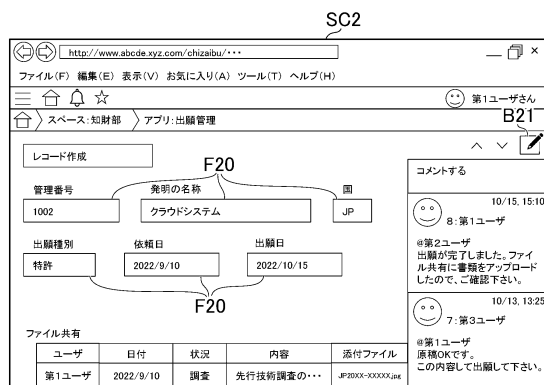 SC2
http://www.abcde.xyz.com/chizaibu/・・・
ファイル(F) 編集(E) 表示(V) お気に入り(A) ツール(T) ヘルプ(H)
第1ユーザさん
スペース:知財部 アプリ:出願管理
B21
レコード作成
F20
管理番号 発明の名称 国
1002 クラウドシステム JP
出願種別 依頼日 出願日
特許 2022/9/10 2022/10/15
F20
ファイル共有
ユーザ 日付 状況 内容 添付ファイル
第1ユーザ 2022/9/10 調査 先行技術調査の・・・ JP20XX-XXXXX.jpg
コメントする
10/15, 15:10
8:第1ユーザ
@第2ユーザ
出願が完了しました。ファイ
ル共有に書類をアップロード
したので、ご確認下さい。
10/13, 13:25
7:第3ユーザ
@第1ユーザ
原稿OKです。
この内容して出願して下さい。